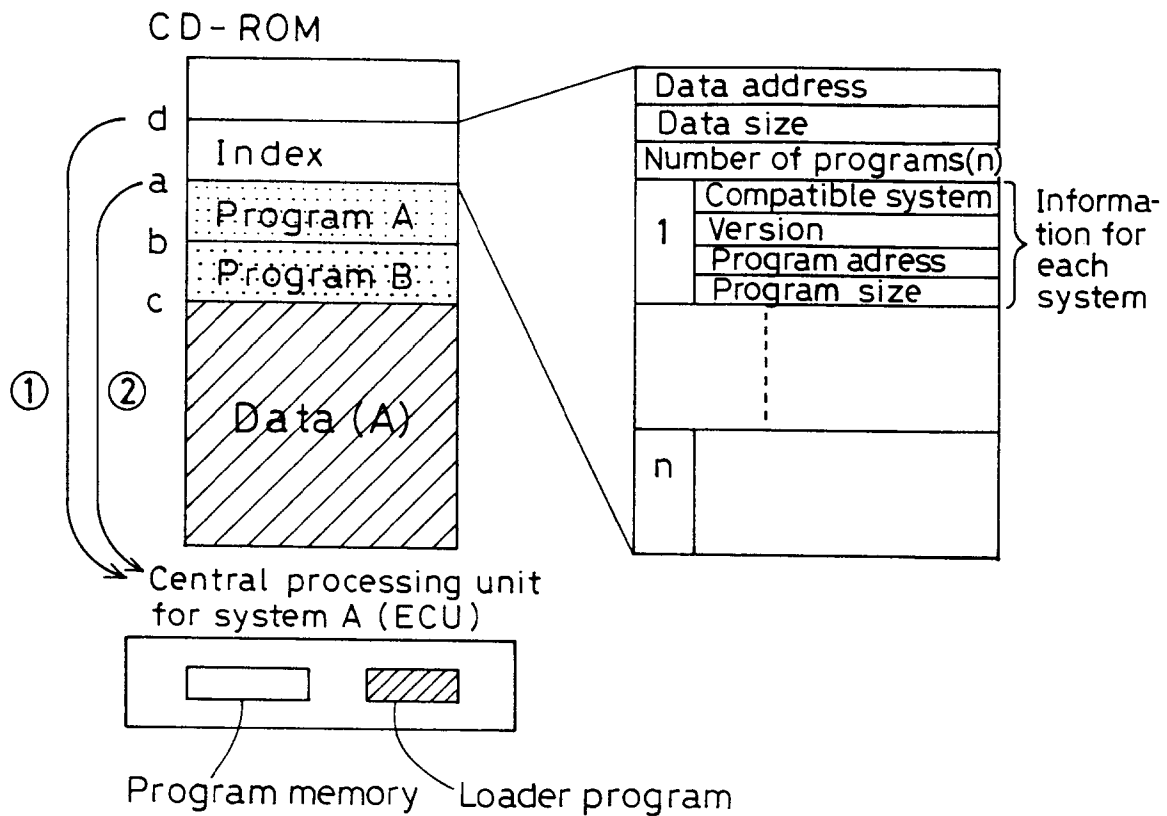 CD-ROM
d
Index
a
Program A
b
Program B
c
Data (A)
①
②
Data address
Data size
Number of programs(n)
1
Compatible system
Version
Program adress
Program size
Informa-
tion for
each
system
n
Central processing unit
for system A (ECU)
Program memory
Loader program